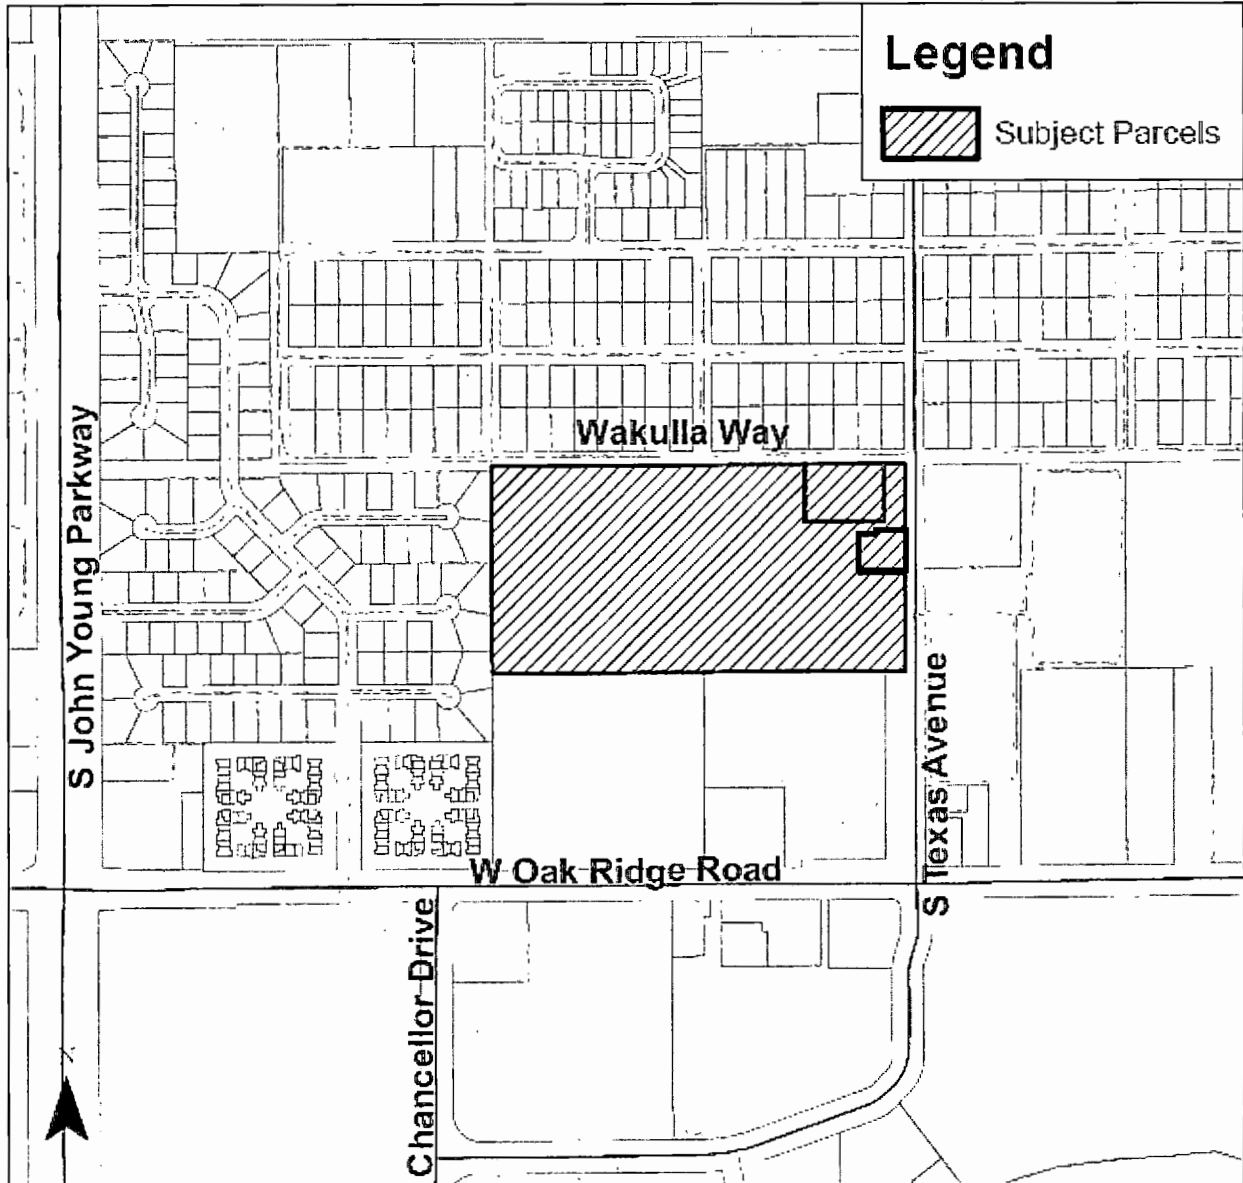 Legend
Subject Parcels
Wakulla Way
S John Young Parkway
S Texas Avenue
W Oak Ridge Road
Chancellor Drive